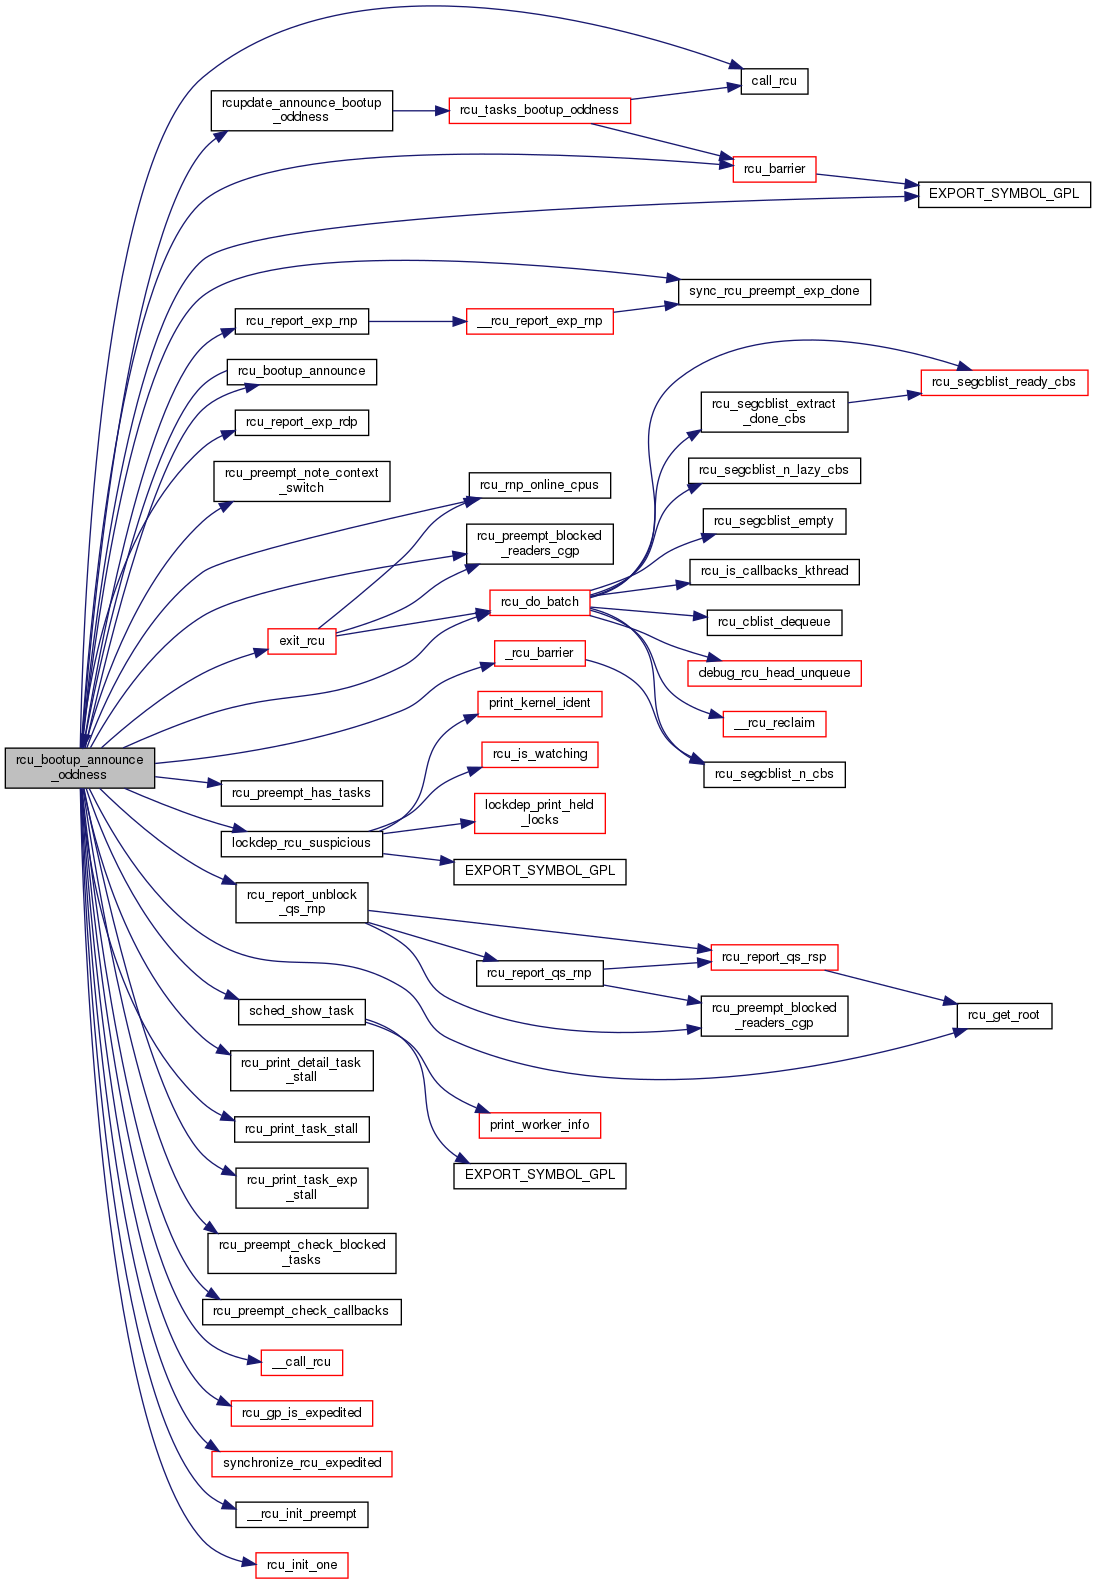 call_rcu
rcupdate_announce_bootup
_oddness
rcu_tasks_bootup_oddness
rcu_barrier
EXPORT_SYMBOL_GPL
sync_rcu_preempt_exp_done
rcu_report_exp_rnp
__rcu_report_exp_rnp
rcu_bootup_announce
rcu_segcblist_ready_cbs
rcu_segcblist_extract
_done_cbs
rcu_report_exp_rdp
rcu_preempt_note_context
_switch
rcu_rnp_online_cpus
rcu_segcblist_n_lazy_cbs
rcu_segcblist_empty
rcu_preempt_blocked
_readers_cgp
rcu_is_callbacks_kthread
rcu_do_batch
rcu_cblist_dequeue
exit_rcu
_rcu_barrier
debug_rcu_head_unqueue
print_kernel_ident
__rcu_reclaim
rcu_is_watching
rcu_bootup_announce
_oddness
rcu_segcblist_n_cbs
rcu_preempt_has_tasks
lockdep_print_held
_locks
lockdep_rcu_suspicious
EXPORT_SYMBOL_GPL
rcu_report_unblock
_qs_rnp
rcu_report_qs_rsp
rcu_report_qs_rnp
rcu_preempt_blocked
_readers_cgp
sched_show_task
rcu_get_root
rcu_print_detail_task
_stall
rcu_print_task_stall
print_worker_info
EXPORT_SYMBOL_GPL
rcu_print_task_exp
_stall
rcu_preempt_check_blocked
_tasks
rcu_preempt_check_callbacks
__call_rcu
rcu_gp_is_expedited
synchronize_rcu_expedited
__rcu_init_preempt
rcu_init_one